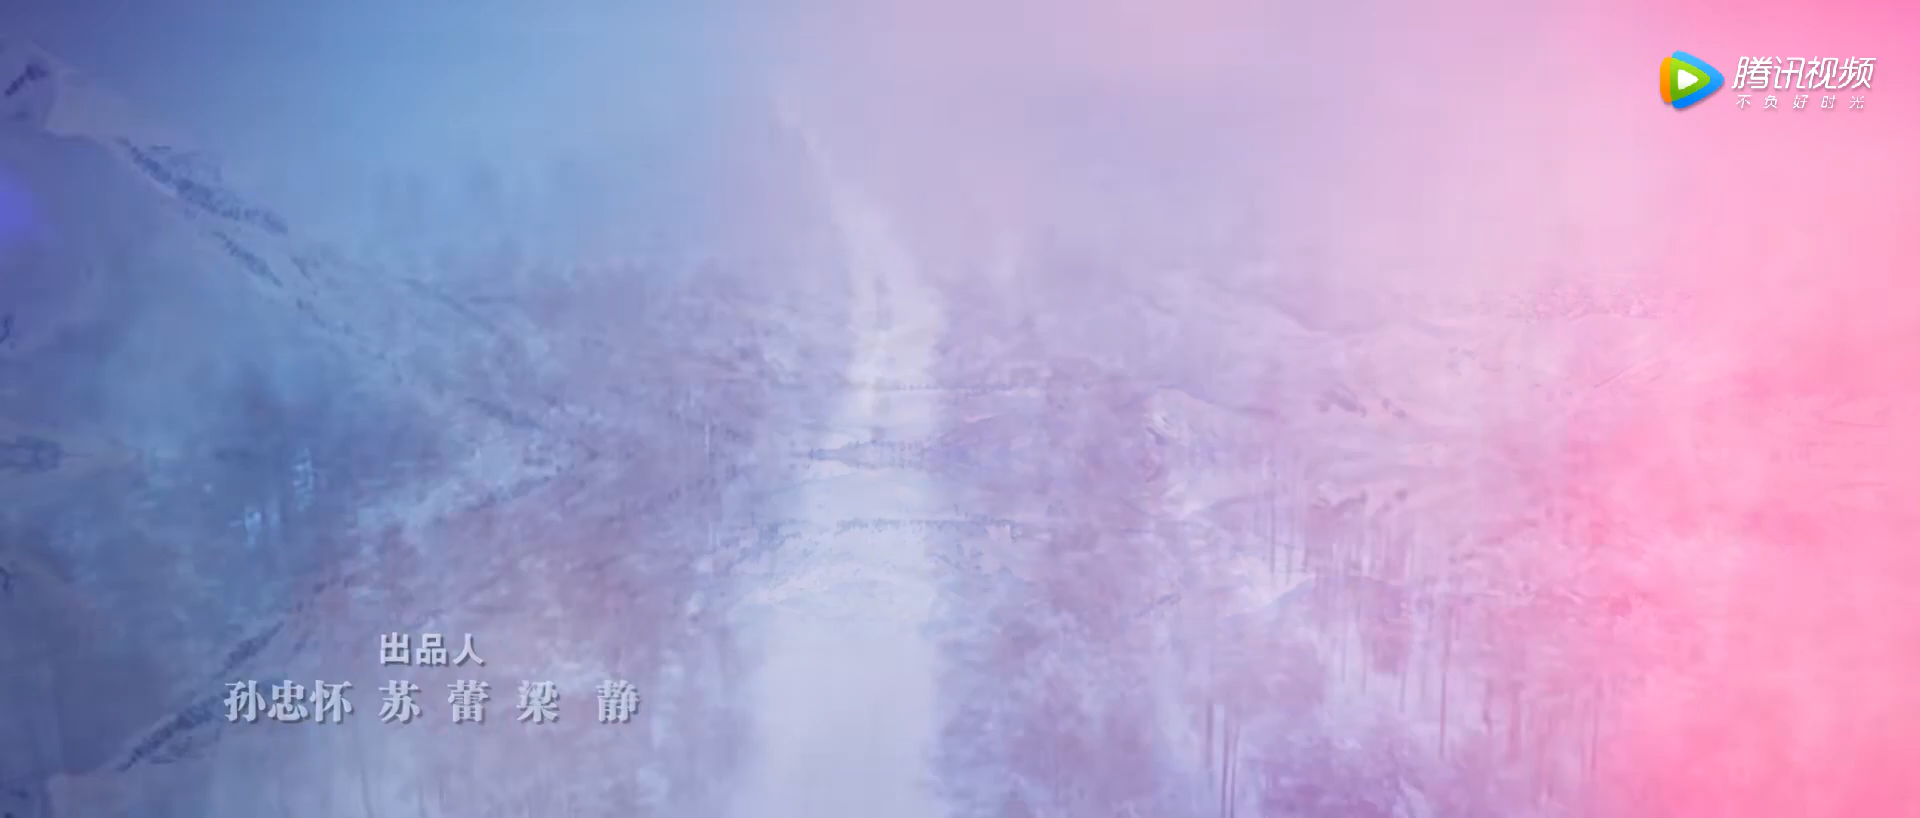 腾讯视频
不负好时光
出品人
孙忠怀 苏 蕾 梁 静